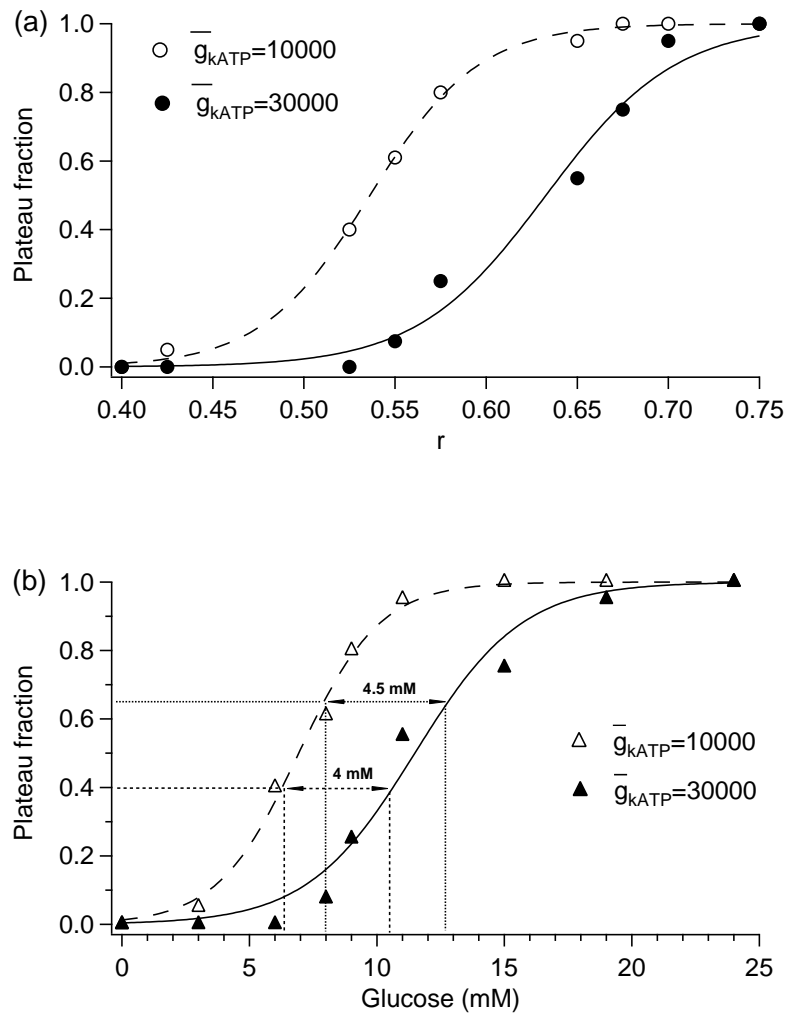 (a)
1.0
0.8
0.6
0.4
0.2
0.0
Plateau fraction
g̅kATP=10000
g̅kATP=30000
0.40 0.45 0.50 0.55 0.60 0.65 0.70 0.75
r
(b)
1.0
0.8
0.6
0.4
0.2
0.0
Plateau fraction
4.5 mM
4 mM
g̅kATP=10000
g̅kATP=30000
0 5 10 15 20 25
Glucose (mM)